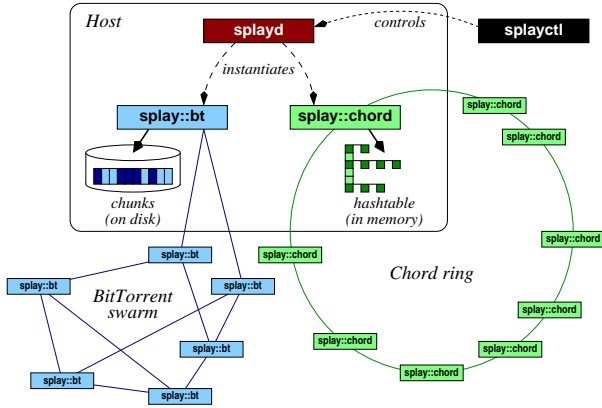 Host
splayd
controls
splayctl
instantiates
splay::bt
splay::chord
splay::chord
splay::chord
chunks
(on disk)
hashtable
(in memory)
splay::chord
splay::bt
splay::chord
splay::bt
splay::bt
BitTorrent
swarm
Chord ring
splay::chord
splay::bt
splay::chord
splay::chord
splay::bt
splay::chord
splay::bt